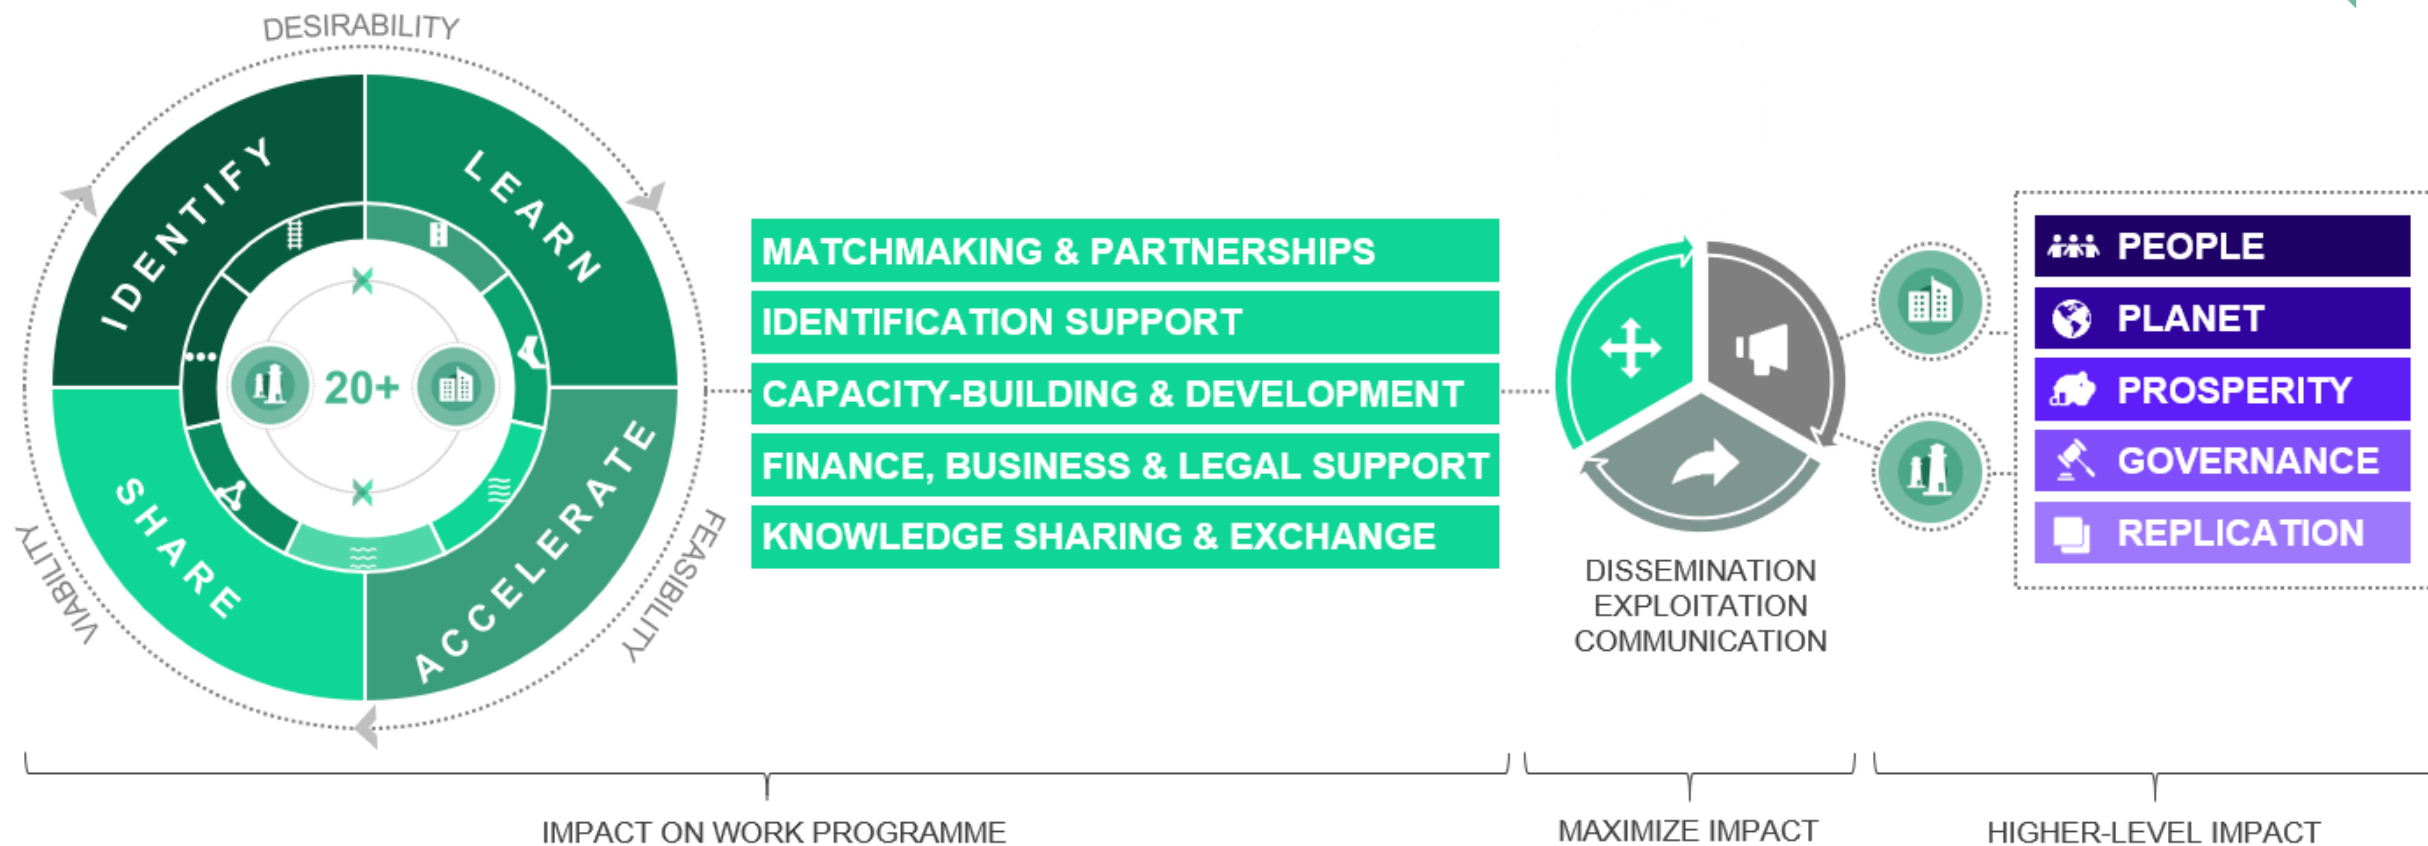 DESIRABILITY
IDENTIFY
LEARN
20+
SHARE
ACCELERATE
VIABILITY
FEASIBILITY
MATCHMAKING & PARTNERSHIPS
IDENTIFICATION SUPPORT
CAPACITY-BUILDING & DEVELOPMENT
FINANCE, BUSINESS & LEGAL SUPPORT
KNOWLEDGE SHARING & EXCHANGE
DISSEMINATION
EXPLOITATION
COMMUNICATION
PEOPLE
PLANET
PROSPERITY
GOVERNANCE
REPLICATION
IMPACT ON WORK PROGRAMME
MAXIMIZE IMPACT
HIGHER-LEVEL IMPACT